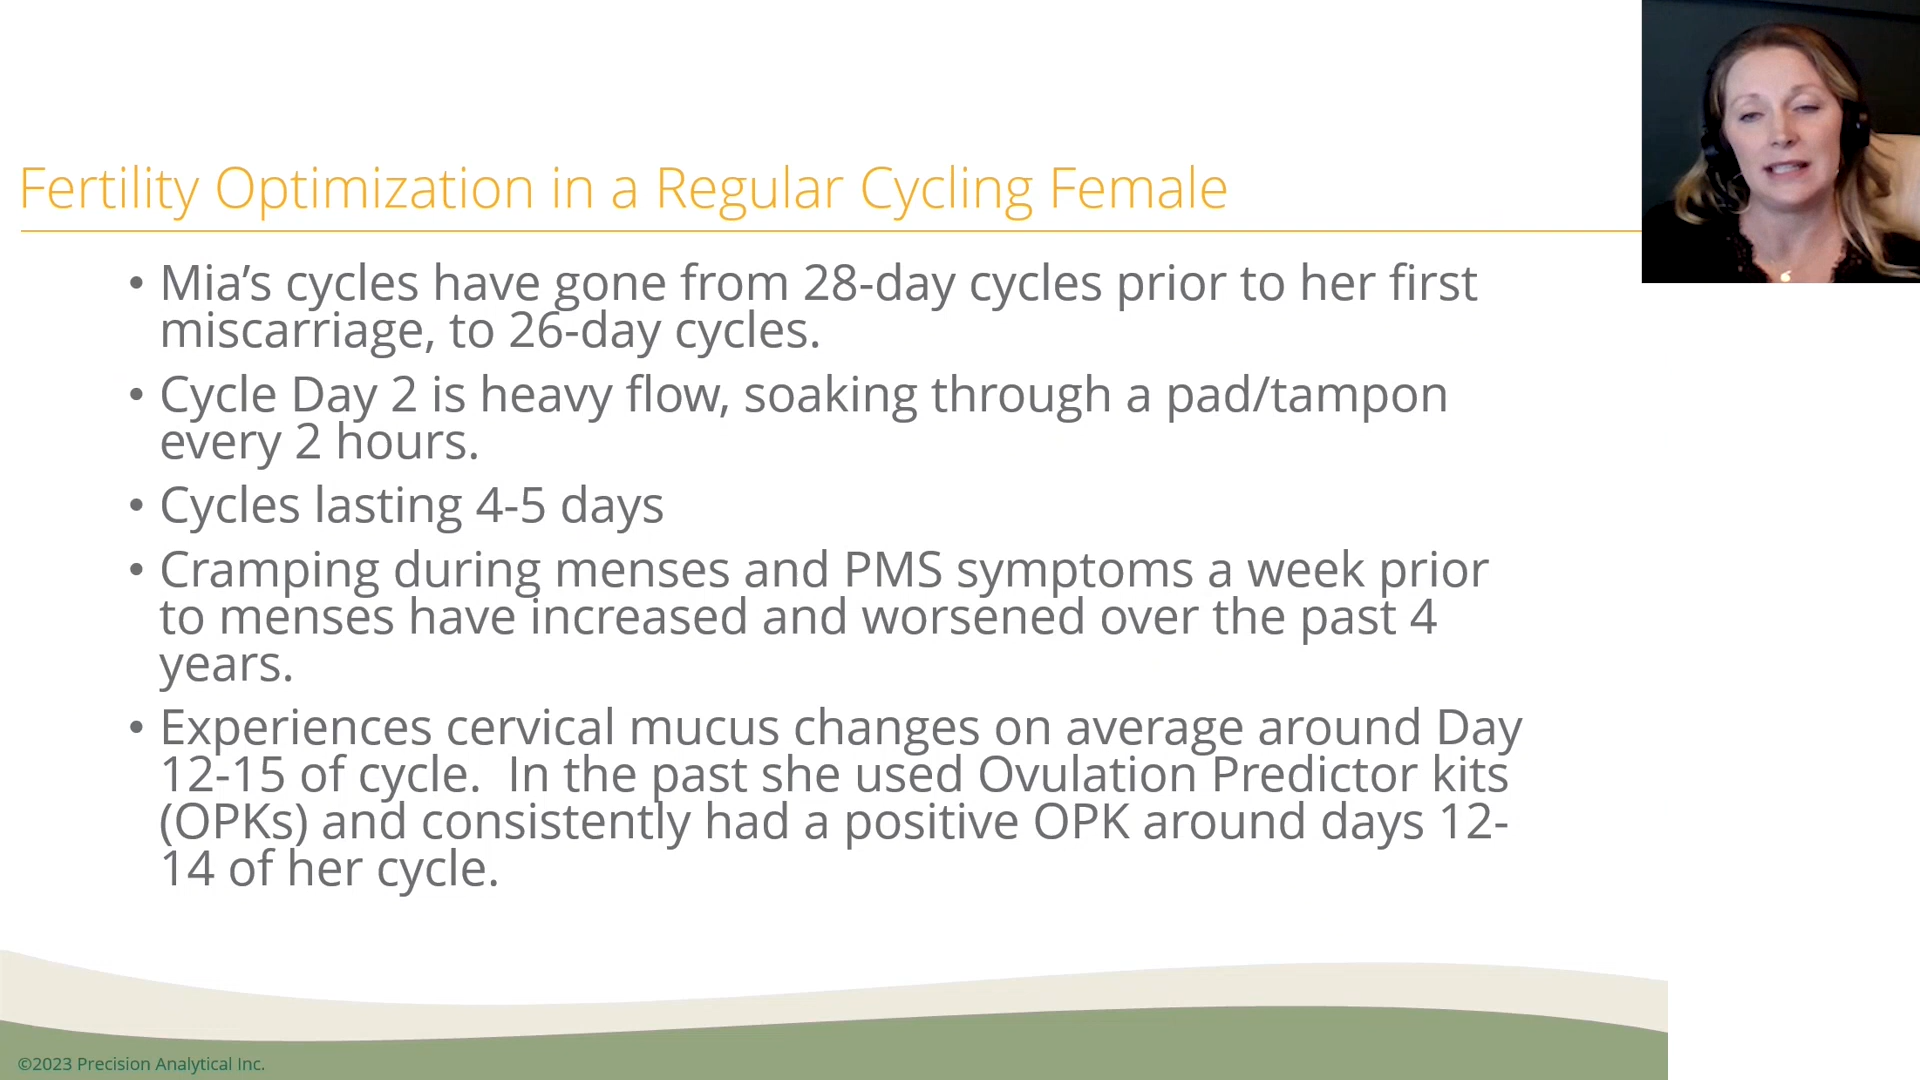 Fertility Optimization in a Regular Cycling Female
• Mia’s cycles have gone from 28-day cycles prior to her first
miscarriage, to 26-day cycles.
• Cycle Day 2 is heavy flow, soaking through a pad/tampon
every 2 hours.
• Cycles lasting 4-5 days
• Cramping during menses and PMS symptoms a week prior
to menses have increased and worsened over the past 4
years.
• Experiences cervical mucus changes on average around Day
12-15 of cycle.  In the past she used Ovulation Predictor kits
(OPKs) and consistently had a positive OPK around days 12-
14 of her cycle.
©2023 Precision Analytical Inc.